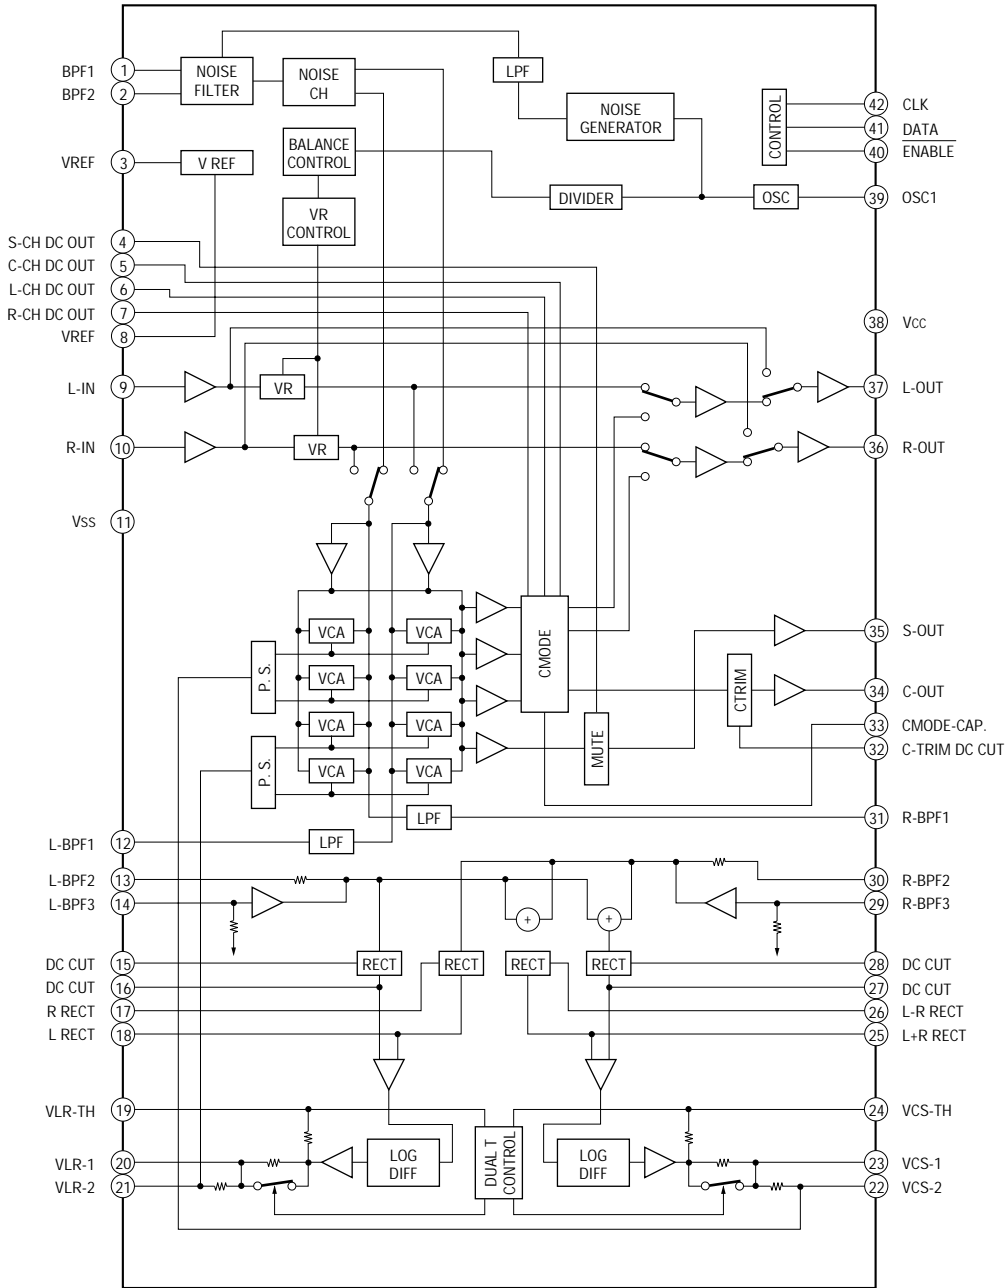 BPF1 1
BPF2 2
VREF 3
S-CH DC OUT 4
C-CH DC OUT 5
L-CH DC OUT 6
R-CH DC OUT 7
VREF 8
L-IN 9
R-IN 10
Vss 11
L-BPF1 12
L-BPF2 13
L-BPF3 14
DC CUT 15
DC CUT 16
R RECT 17
L RECT 18
VLR-TH 19
VLR-1 20
VLR-2 21
NOISE
FILTER
NOISE
CH
LPF
NOISE
GENERATOR
CONTROL
V REF
BALANCE
CONTROL
DIVIDER
OSC
VR
CONTROL
VR
VR
VCA
VCA
P. S.
VCA
VCA
VCA
VCA
P. S.
VCA
VCA
CMODE
MUTE
CTRIM
LPF
LPF
+
+
RECT
RECT
RECT
RECT
LOG
DIFF
DUAL T
CONTROL
LOG
DIFF
42 CLK
41 DATA
40 ENABLE
39 OSC1
38 Vcc
37 L-OUT
36 R-OUT
35 S-OUT
34 C-OUT
33 CMODE-CAP.
32 C-TRIM DC CUT
31 R-BPF1
30 R-BPF2
29 R-BPF3
28 DC CUT
27 DC CUT
26 L-R RECT
25 L+R RECT
24 VCS-TH
23 VCS-1
22 VCS-2